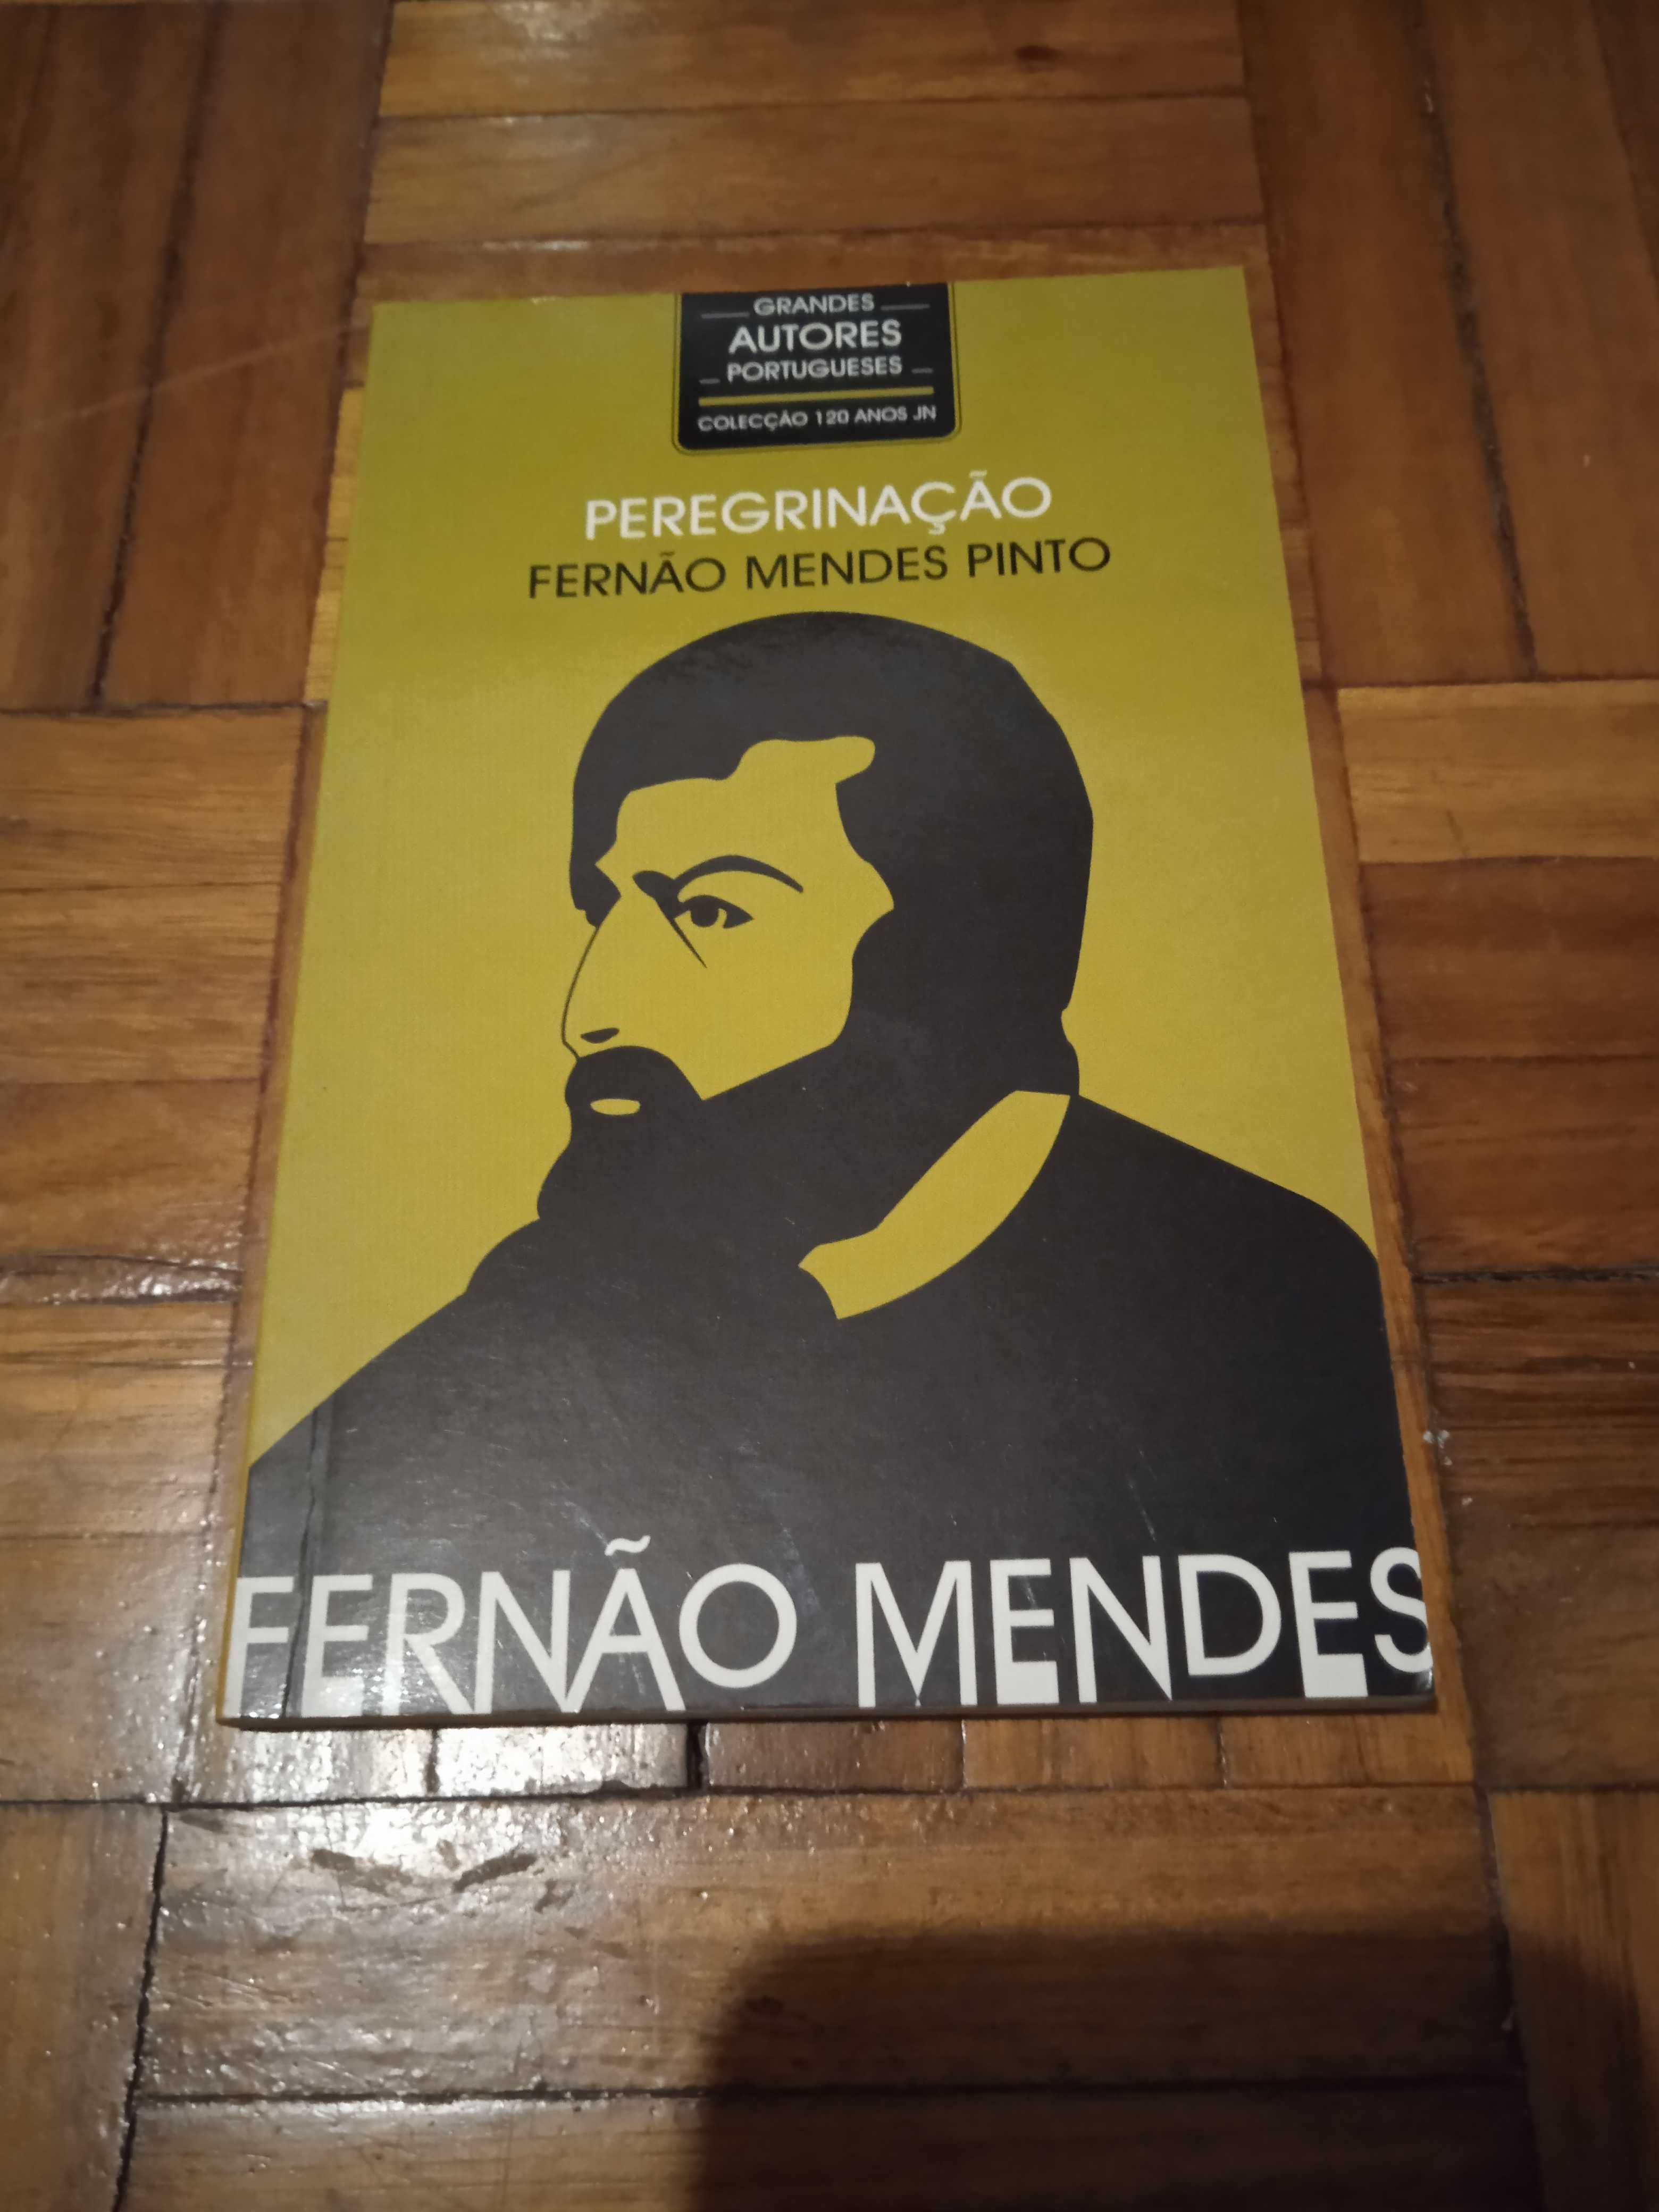 GRANDES
AUTORES
PORTUGUESES
COLECÇÃO 120 ANOS JN
PEREGRINAÇÃO
FERNÃO MENDES PINTO
FERNÃO MENDES